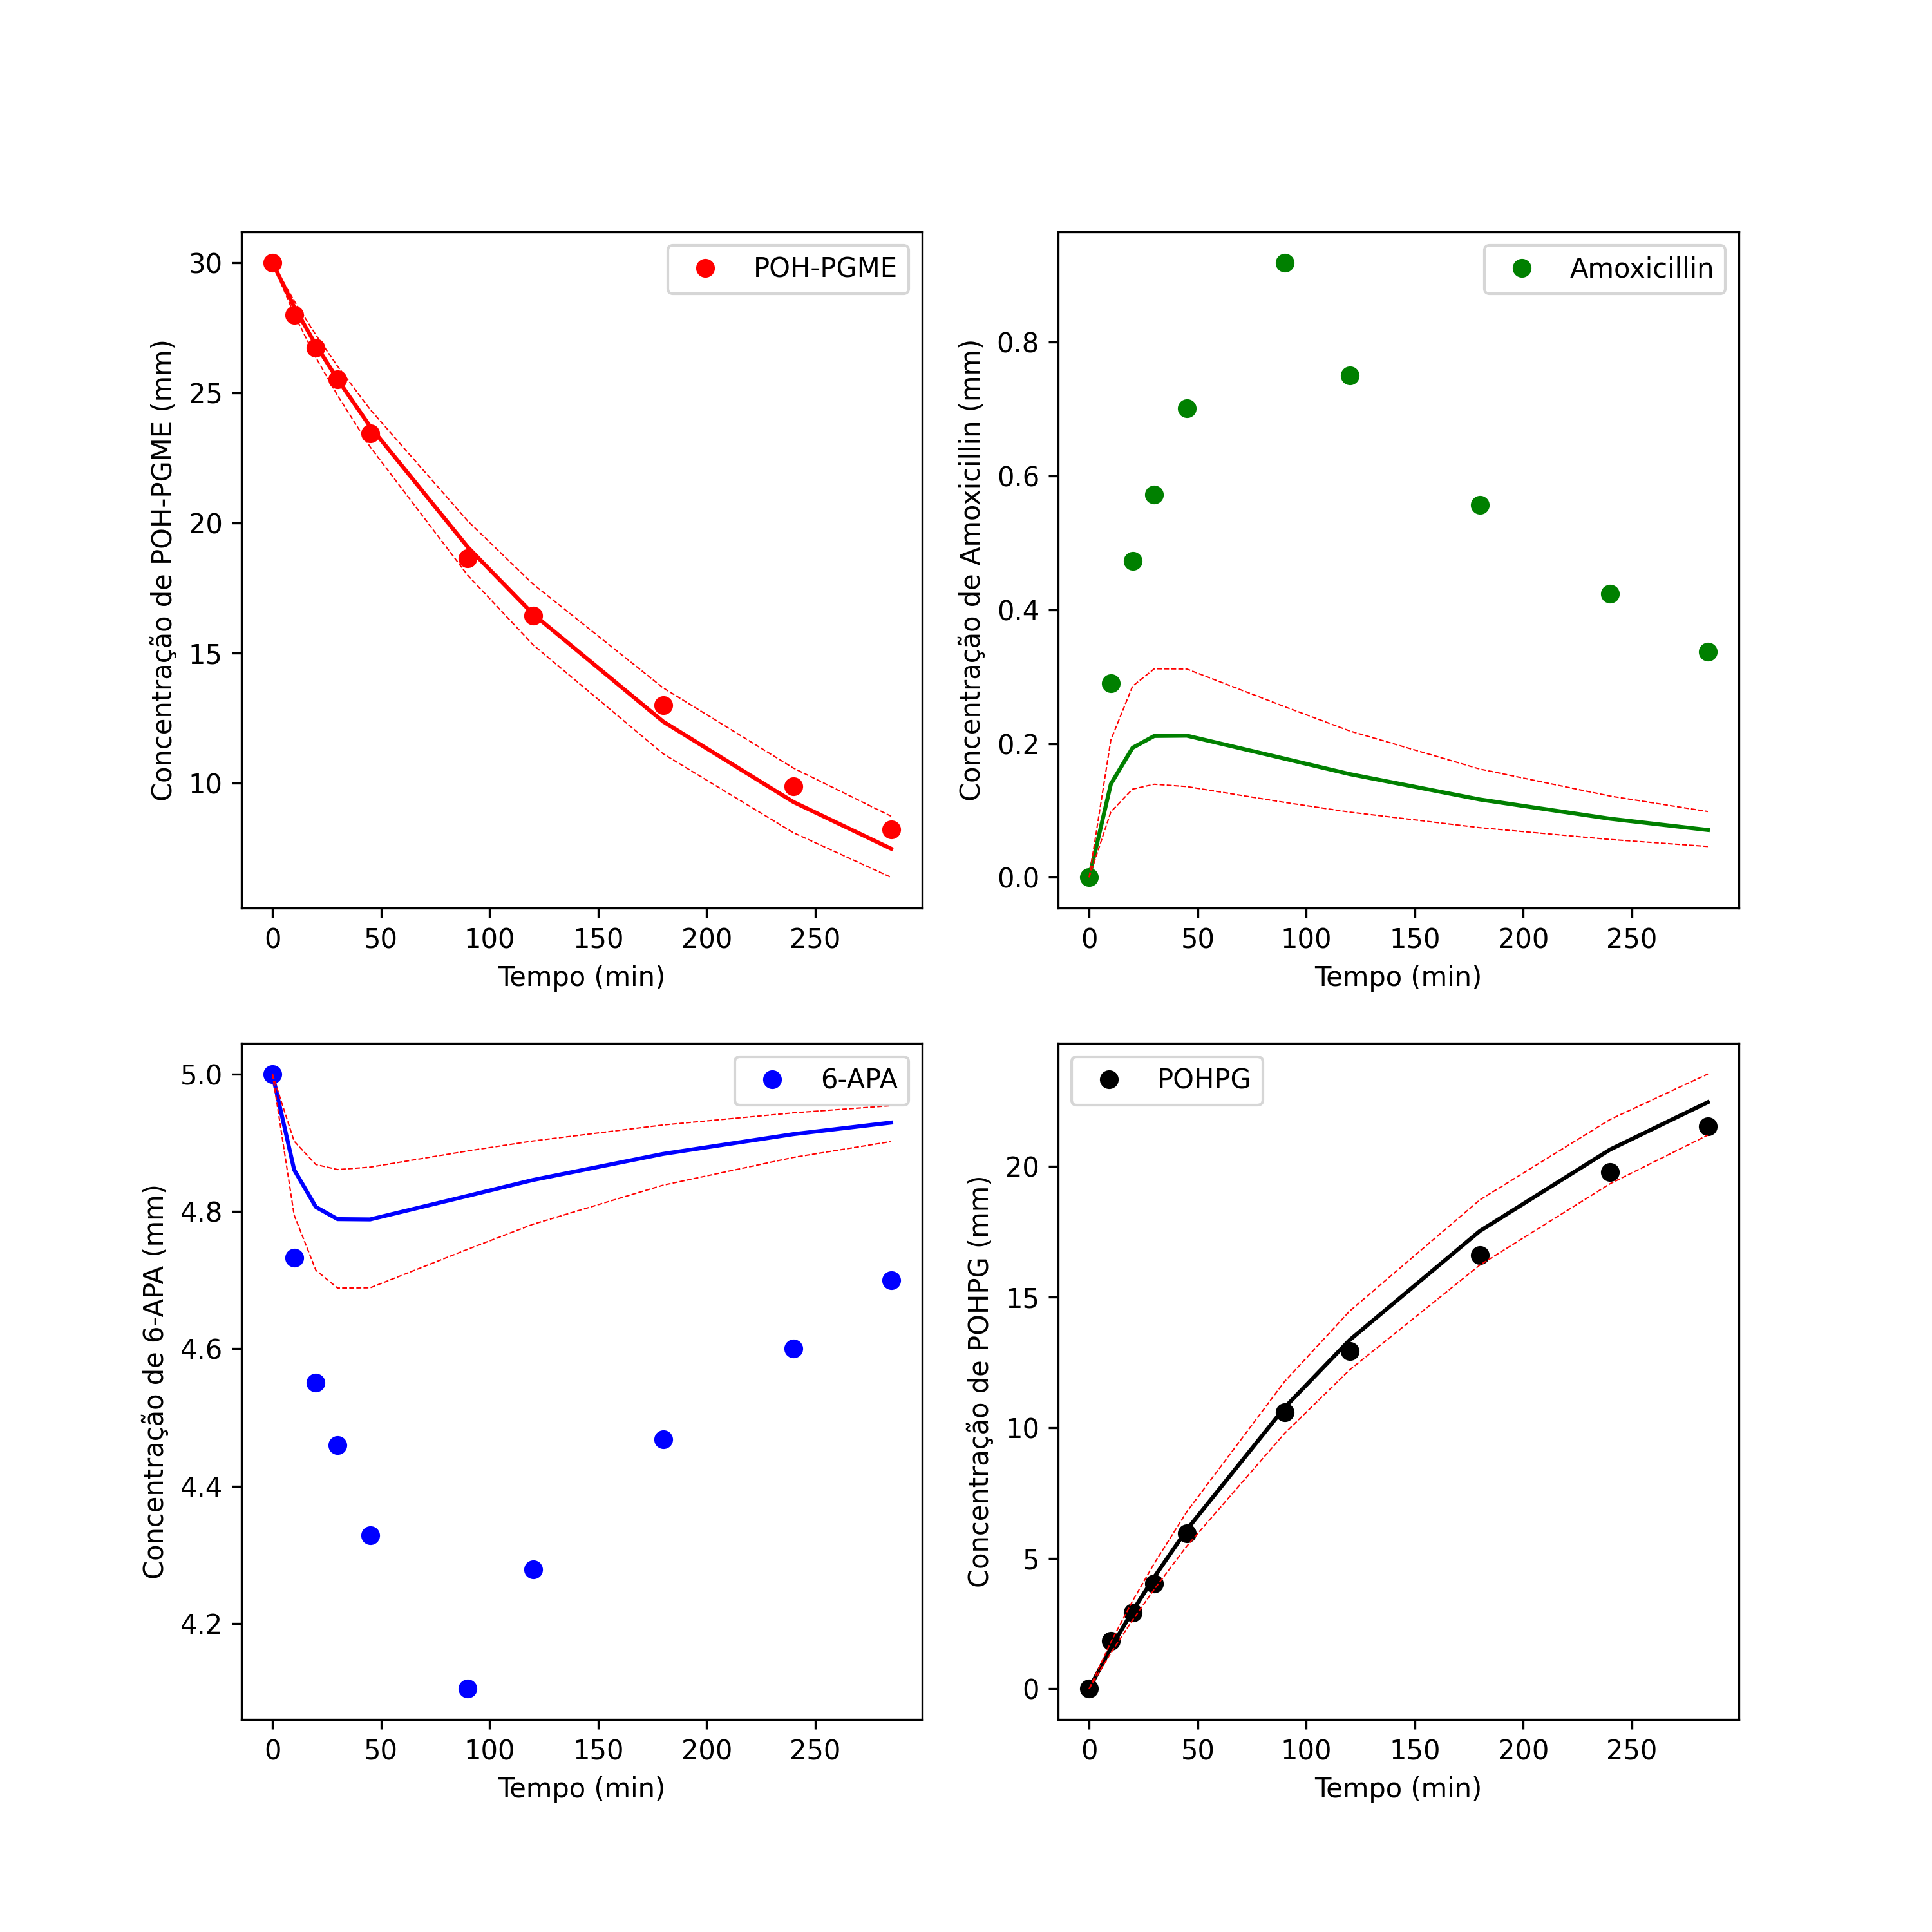 POH-PGME
Concentração de POH-PGME (mm)
30
25
20
15
10
0 50 100 150 200 250
Tempo (min)
Amoxicillin
Concentração de Amoxicillin (mm)
0.8
0.6
0.4
0.2
0.0
0 50 100 150 200 250
Tempo (min)
6-APA
Concentração de 6-APA (mm)
5.0
4.8
4.6
4.4
4.2
0 50 100 150 200 250
Tempo (min)
POHPG
Concentração de POHPG (mm)
20
15
10
5
0
0 50 100 150 200 250
Tempo (min)